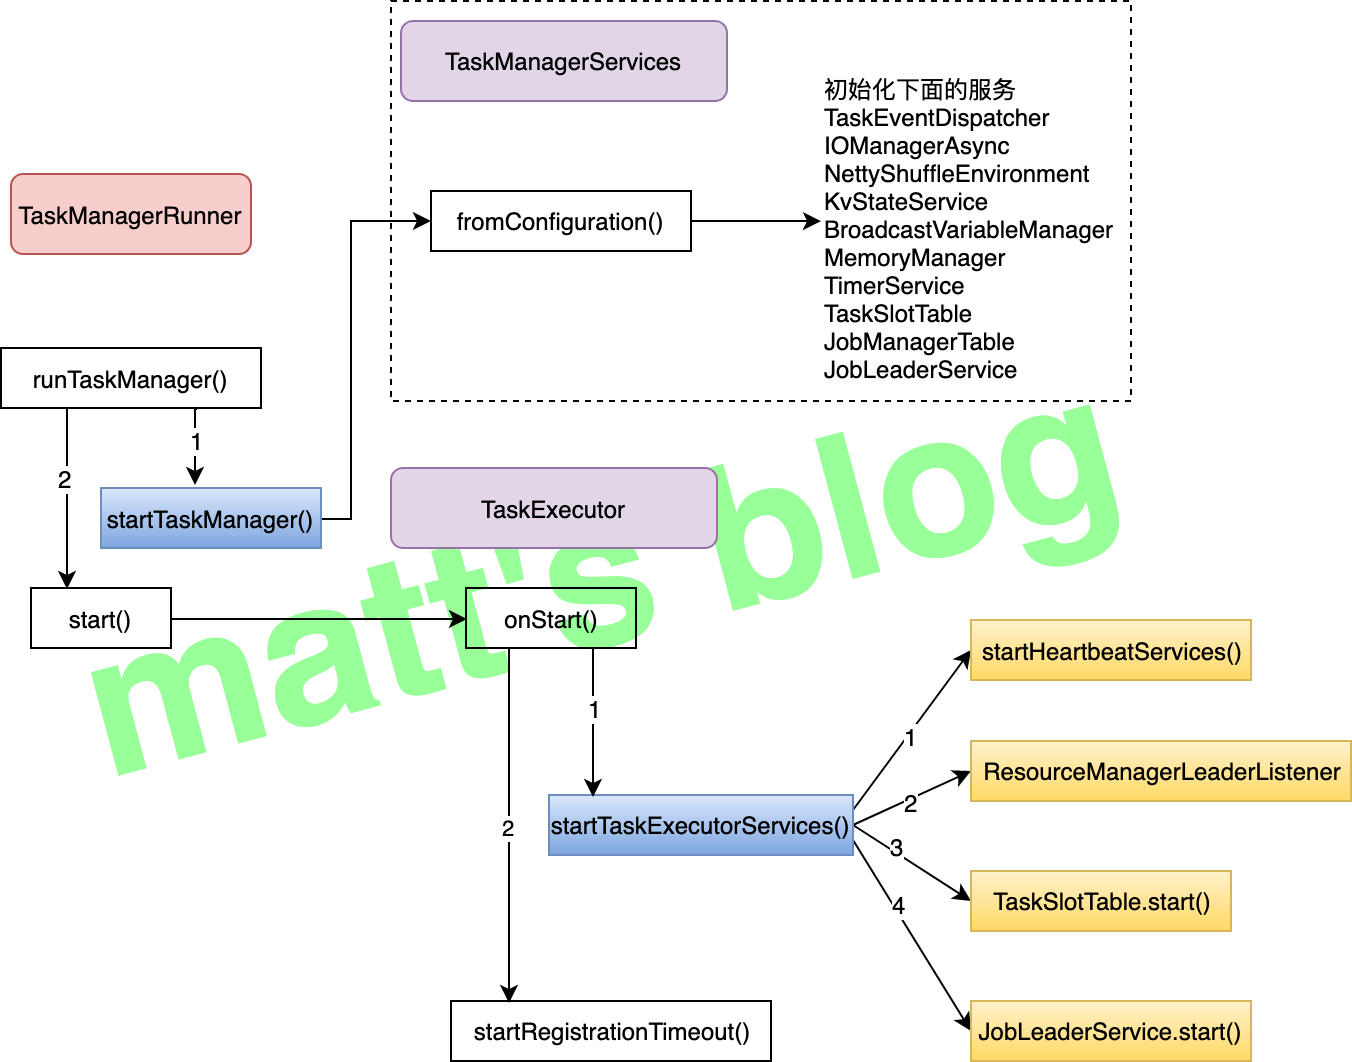 TaskManagerServices
初始化下面的服务
TaskEventDispatcher
IOManagerAsync
NettyShuffleEnvironment
KvStateService
BroadcastVariableManager
MemoryManager
TimerService
TaskSlotTable
JobManagerTable
JobLeaderService
fromConfiguration()
TaskManagerRunner
runTaskManager()
1
2
startTaskManager()
TaskExecutor
start()
onStart()
1
2
startTaskExecutorServices()
startHeartbeatServices()
1
ResourceManagerLeaderListener
2
3
TaskSlotTable.start()
4
JobLeaderService.start()
startRegistrationTimeout()
matt's blog